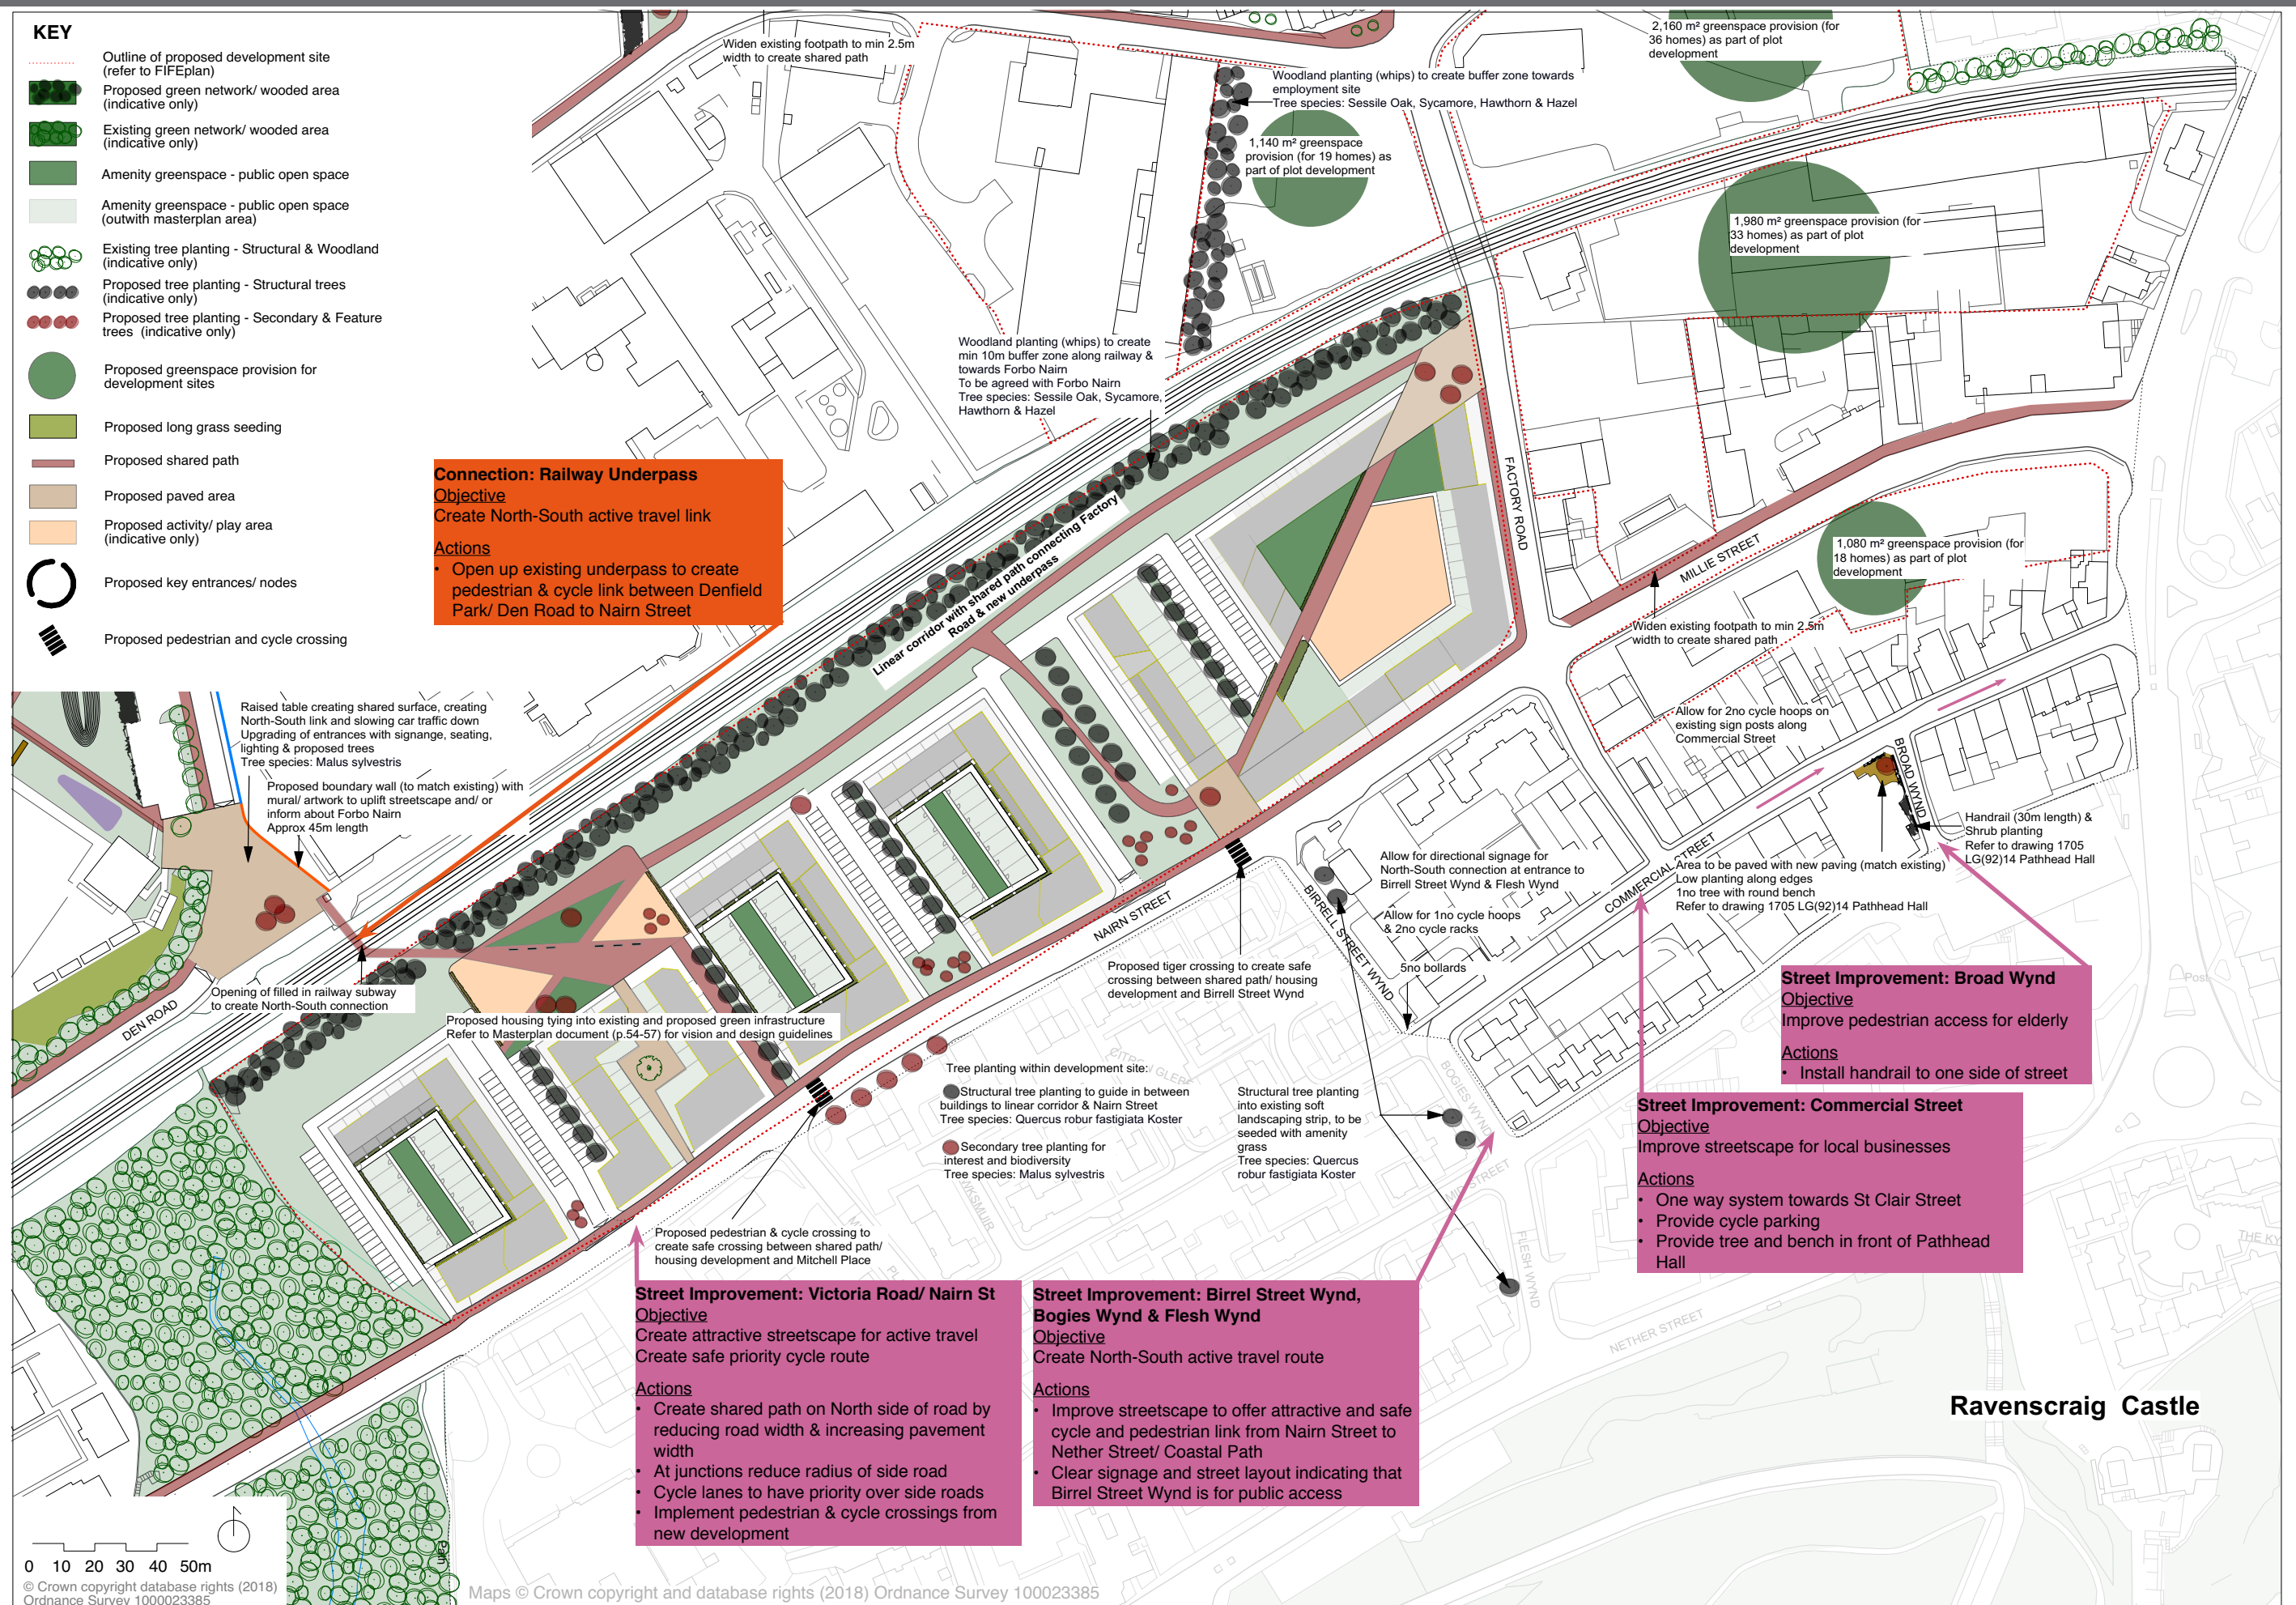 KEY
Outline of proposed development site
(refer to FIFEplan)
Proposed green network/ wooded area
(indicative only)
Existing green network/ wooded area
(indicative only)
Amenity greenspace - public open space
Amenity greenspace - public open space
(outwith masterplan area)
Existing tree planting - Structural & Woodland
(indicative only)
Proposed tree planting - Structural trees
(indicative only)
Proposed tree planting - Secondary & Feature
trees (indicative only)
Proposed greenspace provision for
development sites
Proposed long grass seeding
Proposed shared path
Proposed paved area
Proposed activity/ play area
(indicative only)
Proposed key entrances/ nodes
Proposed pedestrian and cycle crossing
Widen existing footpath to min 2.5m
width to create shared path
Woodland planting (whips) to create buffer zone towards
employment site
Tree species: Sessile Oak, Sycamore, Hawthorn & Hazel
2,160 m² greenspace provision (for
36 homes) as part of plot
development
1,140 m² greenspace
provision (for 19 homes) as
part of plot development
1,980 m² greenspace provision (for
33 homes) as part of plot
development
Woodland planting (whips) to create
min 10m buffer zone along railway &
towards Forbo Nairn
To be agreed with Forbo Nairn
Tree species: Sessile Oak, Sycamore,
Hawthorn & Hazel
Connection: Railway Underpass
Objective
Create North-South active travel link
Actions
• Open up existing underpass to create
pedestrian & cycle link between Denfield
Park/ Den Road to Nairn Street
Linear corridor with shared path connecting Factory
Road & new underpass
FACTORY ROAD
MILLIE STREET
1,080 m² greenspace provision (for
18 homes) as part of plot
development
Widen existing footpath to min 2.5m
width to create shared path
Raised table creating shared surface, creating
North-South link and slowing car traffic down
Upgrading of entrances with signange, seating,
lighting & proposed trees
Tree species: Malus sylvestris
Proposed boundary wall (to match existing) with
mural/ artwork to uplift streetscape and/ or
inform about Forbo Nairn
Approx 45m length
Allow for 2no cycle hoops on
existing sign posts along
Commercial Street
BROAD WYND
Handrail (30m length) &
Shrub planting
Refer to drawing 1705
LG(92)14 Pathhead Hall
COMMERCIAL STREET
Area to be paved with new paving (match existing)
Low planting along edges
1no tree with round bench
Refer to drawing 1705 LG(92)14 Pathhead Hall
Allow for directional signage for
North-South connection at entrance to
Birrell Street Wynd & Flesh Wynd
Allow for 1no cycle hoops
& 2no cycle racks
BIRREL STREET WYND
5no bollards
NAIRN STREET
Proposed tiger crossing to create safe
crossing between shared path/ housing
development and Birrell Street Wynd
DEN ROAD
Opening of filled in railway subway
to create North-South connection
Proposed housing tying into existing and proposed green infrastructure
Refer to Masterplan document (p.54-57) for vision and design guidelines
Post
Street Improvement: Broad Wynd
Objective
Improve pedestrian access for elderly
Actions
• Install handrail to one side of street
Tree planting within development site:
Structural tree planting to guide in between
buildings to linear corridor & Nairn Street
Tree species: Quercus robur fastigiata Koster
Secondary tree planting for
interest and biodiversity
Tree species: Malus sylvestris
Structural tree planting
into existing soft
landscaping strip, to be
seeded with amenity
grass
Tree species: Quercus
robur fastigiata Koster
BOGIES WYND
MID STREET
FLESH WYND
NETHER STREET
Street Improvement: Commercial Street
Objective
Improve streetscape for local businesses
Actions
• One way system towards St Clair Street
• Provide cycle parking
• Provide tree and bench in front of Pathhead
Hall
Proposed pedestrian & cycle crossing to
create safe crossing between shared path/
housing development and Mitchell Place
Street Improvement: Victoria Road/ Nairn St
Objective
Create attractive streetscape for active travel
Create safe priority cycle route
Actions
• Create shared path on North side of road by
reducing road width & increasing pavement
width
• At junctions reduce radius of side road
• Cycle lanes to have priority over side roads
• Implement pedestrian & cycle crossings from
new development
Street Improvement: Birrel Street Wynd,
Bogies Wynd & Flesh Wynd
Objective
Create North-South active travel route
Actions
• Improve streetscape to offer attractive and safe
cycle and pedestrian link from Nairn Street to
Nether Street/ Coastal Path
• Clear signage and street layout indicating that
Birrel Street Wynd is for public access
Ravenscraig Castle
Path
0 10 20 30 40 50m
© Crown copyright database rights (2018)
Ordnance Survey 1000023385
Maps © Crown copyright and database rights (2018) Ordnance Survey 100023385
THE KY